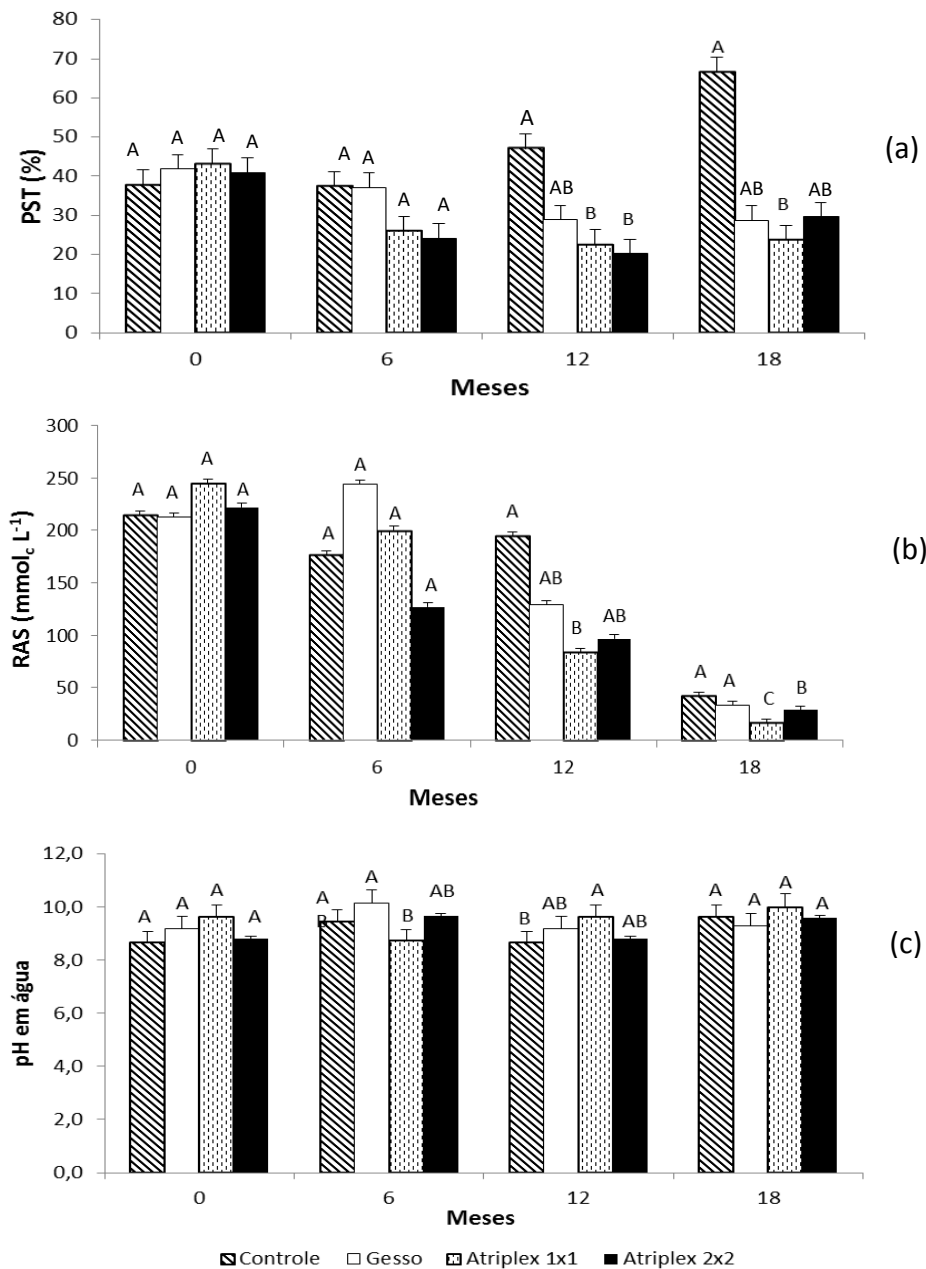 80
70
60
50
40
30
20
10
0
PST (%)
A A A A
A A A A
A AB B B
A AB B AB
0 6 12 18
Meses
(a)
300
250
200
150
100
50
0
RAS (mmolc L-1)
A A A A
A A A A
A AB B AB
A A C B
0 6 12 18
Meses
(b)
12,0
10,0
8,0
6,0
4,0
2,0
0,0
pH em água
A A A A
AB A B AB
B AB A AB
A A A A
0 6 12 18
Meses
(c)
Controle Gesso Atriplex 1x1 Atriplex 2x2